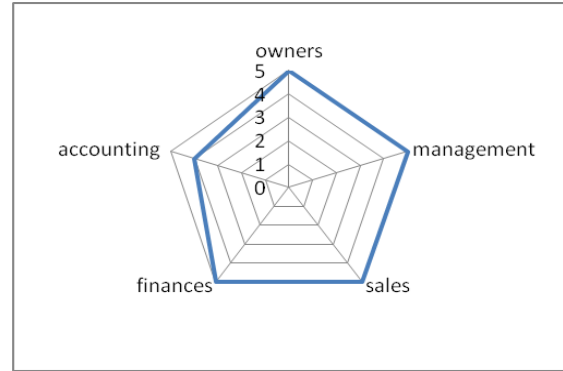 owners
5
4
3
2
1
0
accounting
management
finances
sales